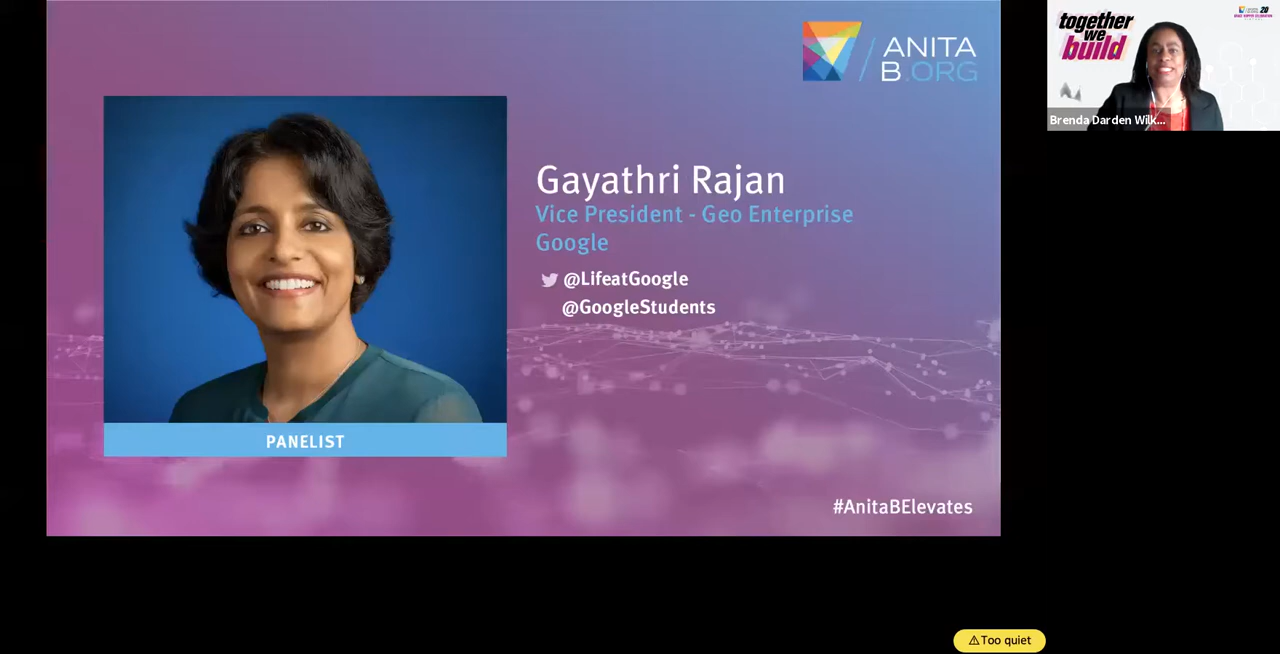 ANITA
B.ORG
Gayathri Rajan
Vice President - Geo Enterprise
Google
@LifeatGoogle
@GoogleStudents
PANELIST
#AnitaBElevates
together
we
build
20
Brenda Darden Wilk...
Too quiet